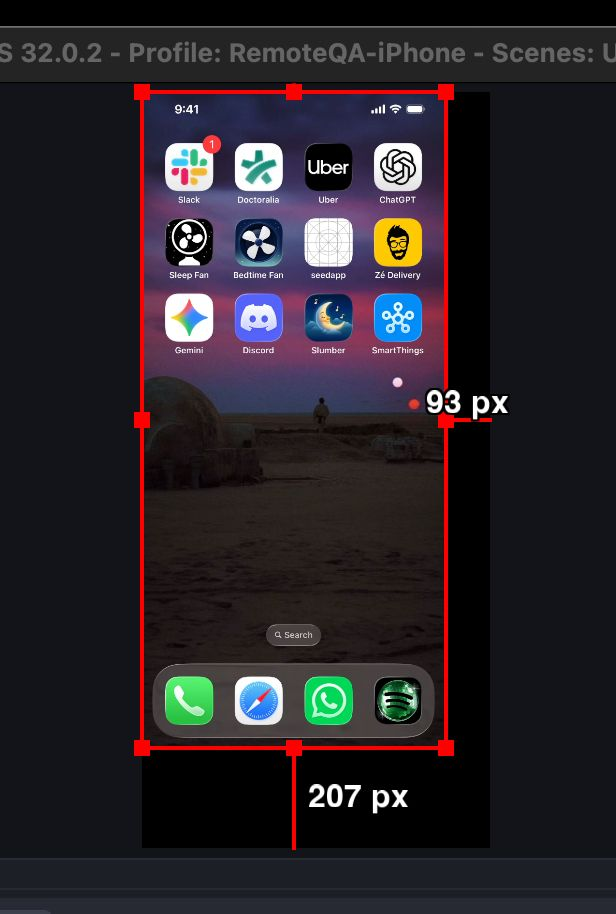 S 32.0.2 - Profile: RemoteQA-iPhone - Scenes: U
9:41
1
Uber
Slack
Doctoralia
Uber
ChatGPT
Sleep Fan
Bedtime Fan
seedapp
Zé Delivery
Gemini
Discord
Slumber
SmartThings
93 px
Search
207 px